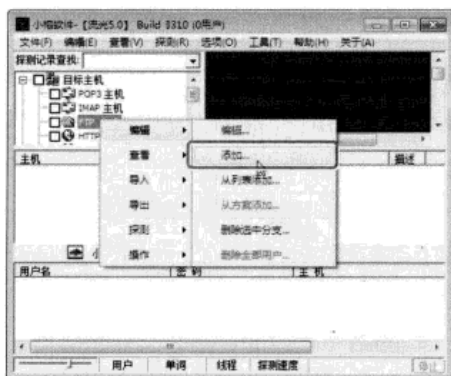 小榕软件-【流光5.0】 Build 3310 (0用户)
文件(F) 编辑(E) 查看(V) 探测(R) 选项(O) 工具(T) 帮助(H) 关于(A)
探测记录查找:
目标主机
POP3 主机
IMAP 主机
FTP
HTTP
编辑
查看
导入
导出
探测
操作
编辑...
添加...
从列表添加...
从方案添加...
删除选中分支...
删除全部用户...
主机
描述
小
用户名
密码
主机
用户
单词
线程
探测速度
停止